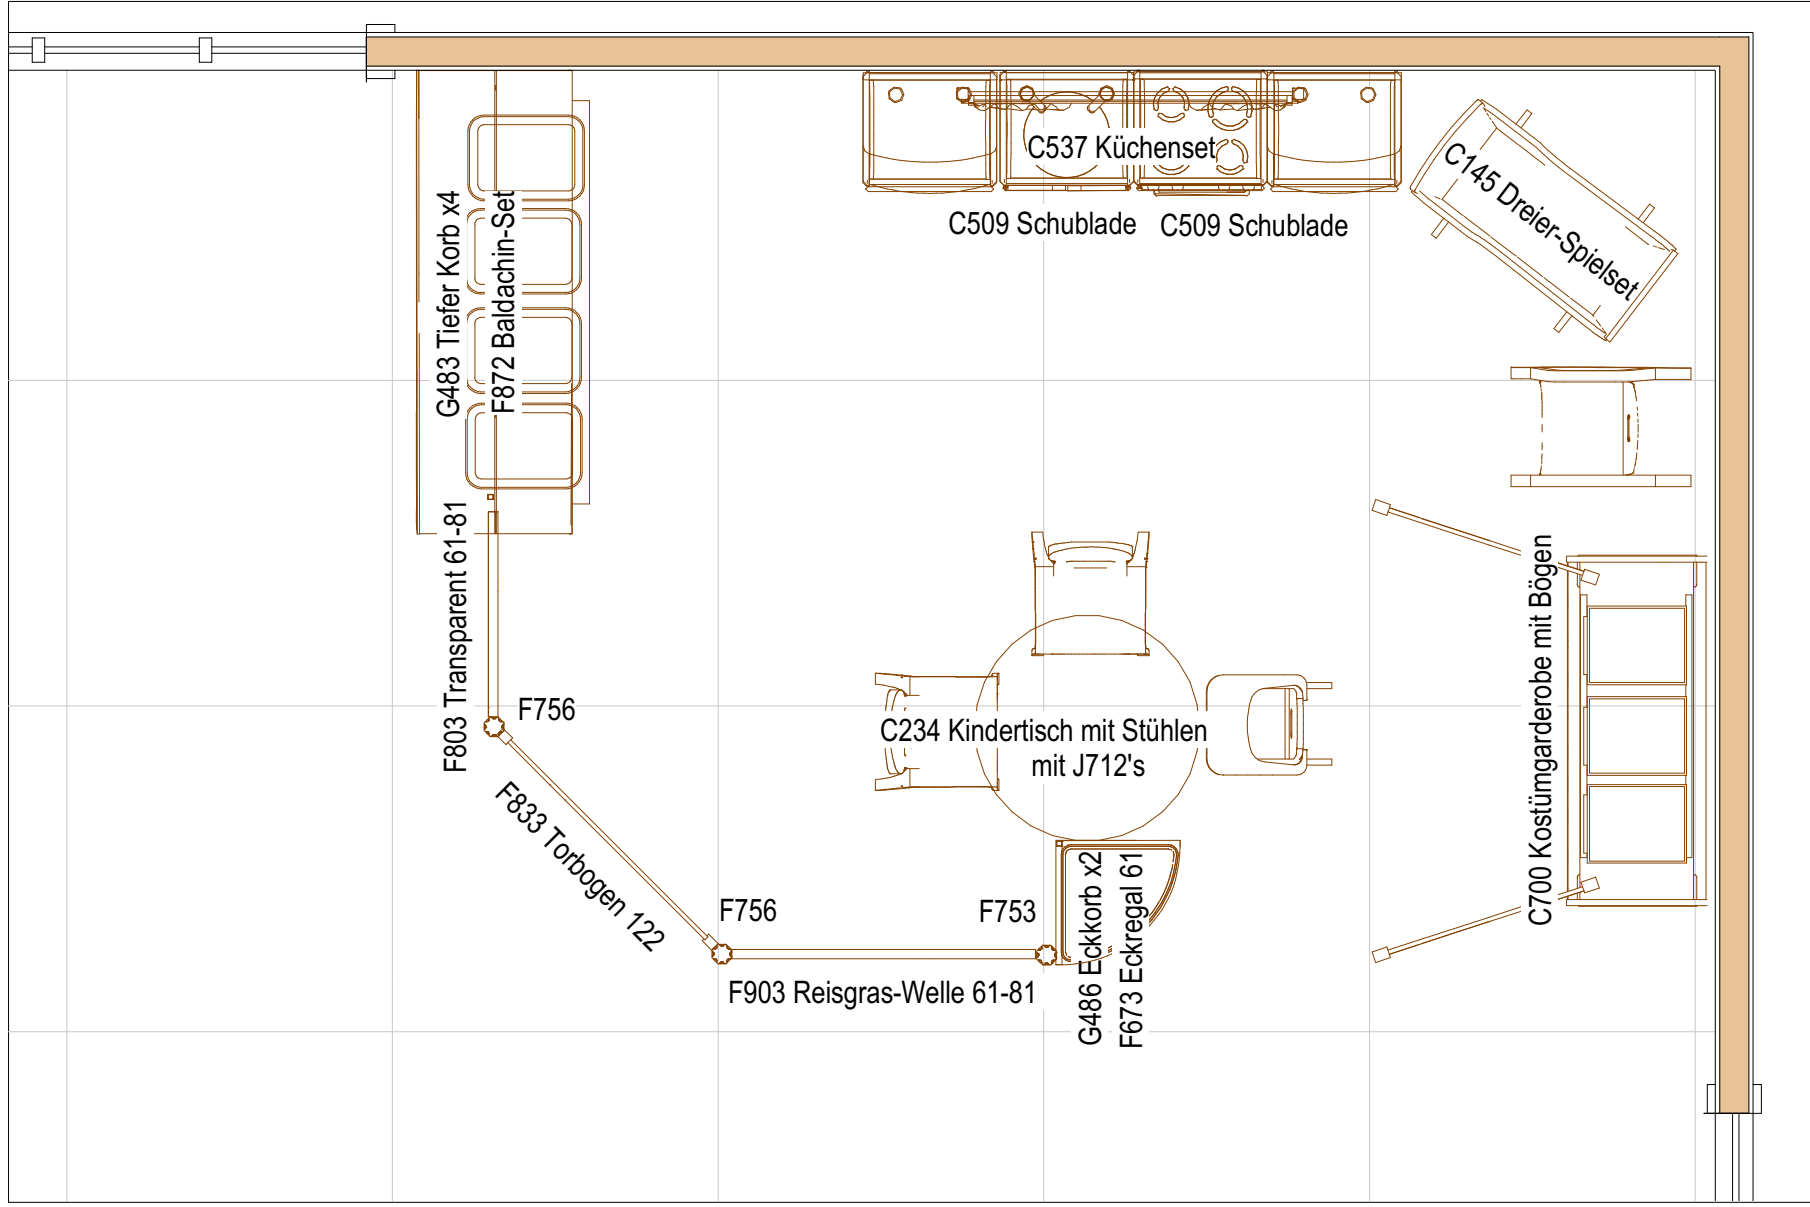 C537 Küchenset
C509 Schublade
C509 Schublade
C145 Dreier-Spielset
G483 Tiefer Korb x4
F872 Baldachin-Set
F803 Transparent 61-81
F756
F833 Torbogen 122
F756
F903 Reisgras-Welle 61-81
F753
G486 Eckkorb x2
F673 Eckregal 61
C234 Kindertisch mit Stühlen
mit J712's
C700 Kostümgarderobe mit Bögen